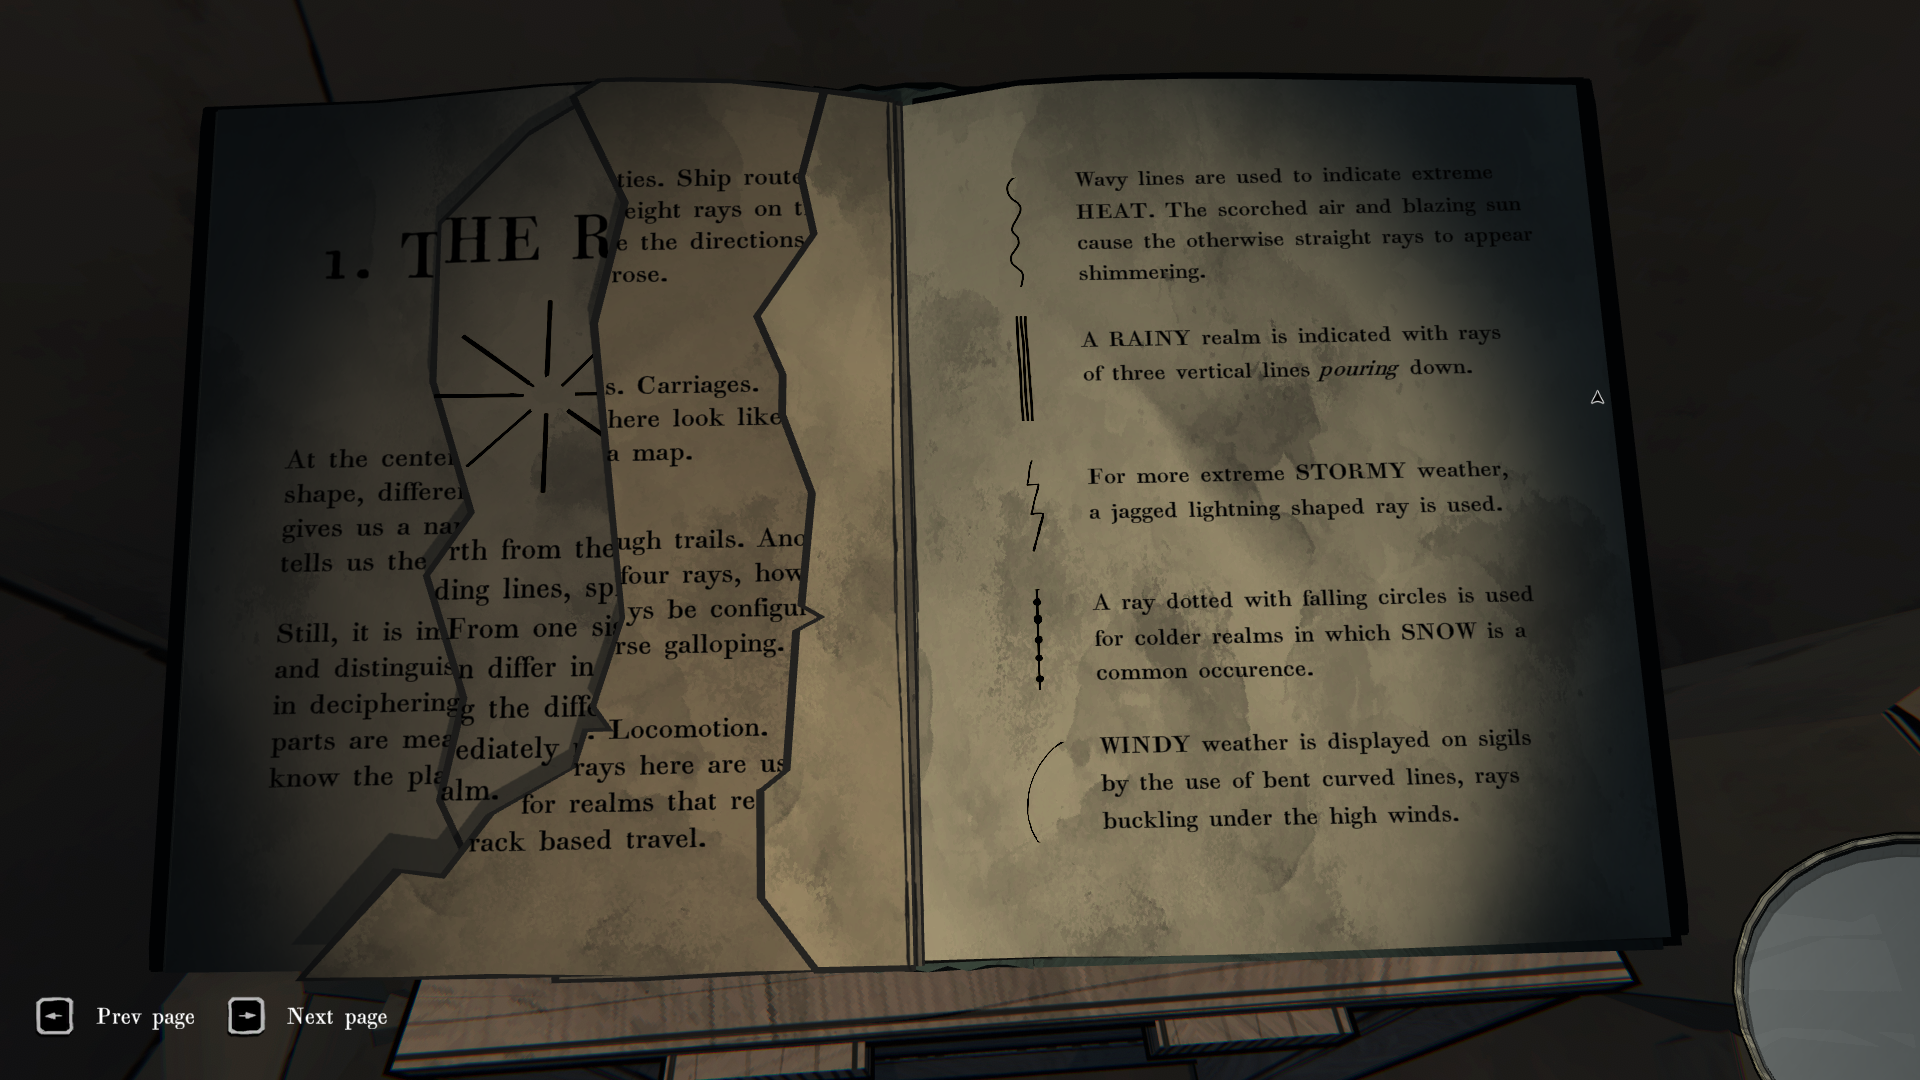 1. THE R
At the center
shape, differe
gives us a na
tells us the
Still, it is in
and distinguis
in deciphering
parts are mea
know the pla
rth from the
ding lines, sp
From one si
n differ in
g the diff
ediately
alm.
ties. Ship route
eight rays on t
e the directions
rose.
s. Carriages.
here look like
a map.
ugh trails. Ano
four rays, how
ys be configu
rse galloping.
. Locomotion.
rays here are us
for realms that re
rack based travel.
Wavy lines are used to indicate extreme
HEAT. The scorched air and blazing sun
cause the otherwise straight rays to appear
shimmering.
A RAINY realm is indicated with rays
of three vertical lines pouring down.
For more extreme STORMY weather,
a jagged lightning shaped ray is used.
A ray dotted with falling circles is used
for colder realms in which SNOW is a
common occurence.
WINDY weather is displayed on sigils
by the use of bent curved lines, rays
buckling under the high winds.
Prev page
Next page